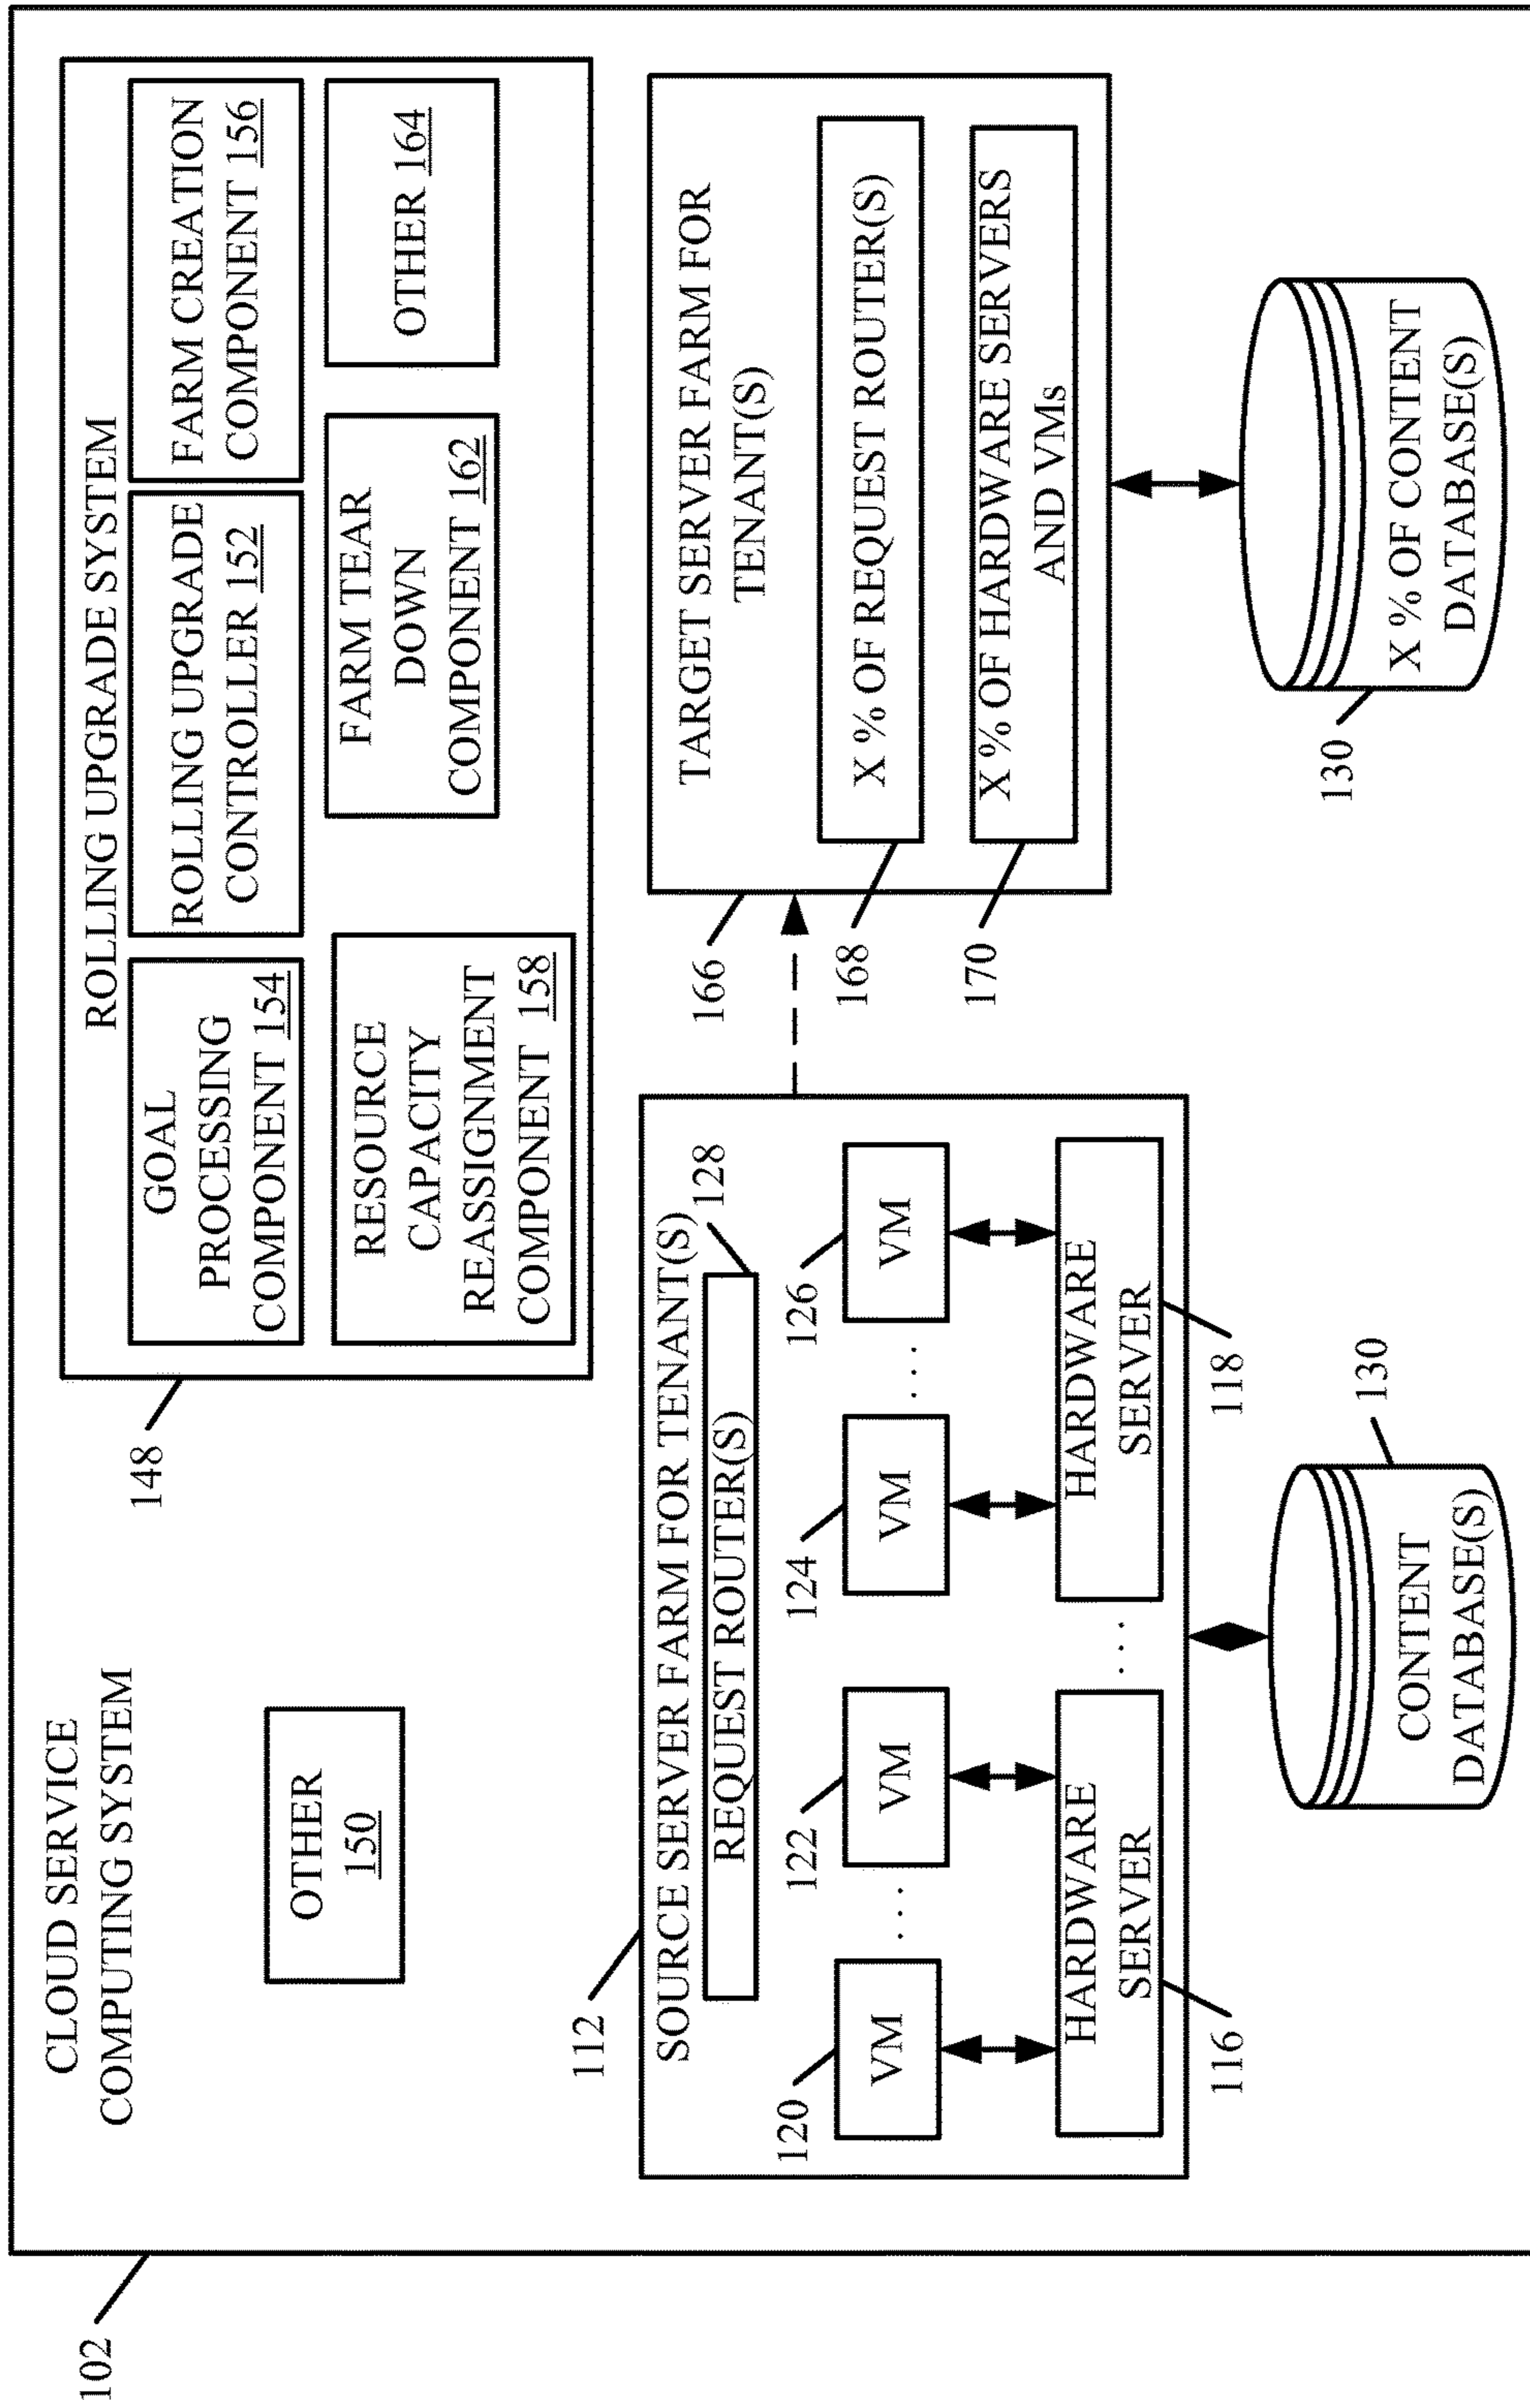 102
CLOUD SERVICE
COMPUTING SYSTEM
OTHER
150
148
ROLLING UPGRADE SYSTEM
GOAL
PROCESSING
COMPONENT 154
ROLLING UPGRADE
CONTROLLER 152
FARM CREATION
COMPONENT 156
RESOURCE
CAPACITY
REASSIGNMENT
COMPONENT 158
FARM TEAR
DOWN
COMPONENT 162
OTHER 164
112
SOURCE SERVER FARM FOR TENANT(S)
REQUEST ROUTER(S)
128
120
VM
. . .
122
VM
124
VM
. . .
126
VM
HARDWARE
SERVER
116
. . .
HARDWARE
SERVER
118
CONTENT
DATABASE(S)
130
166
TARGET SERVER FARM FOR
TENANT(S)
168
X % OF REQUEST ROUTER(S)
170
X % OF HARDWARE SERVERS
AND VMs
130
X % OF CONTENT
DATABASE(S)